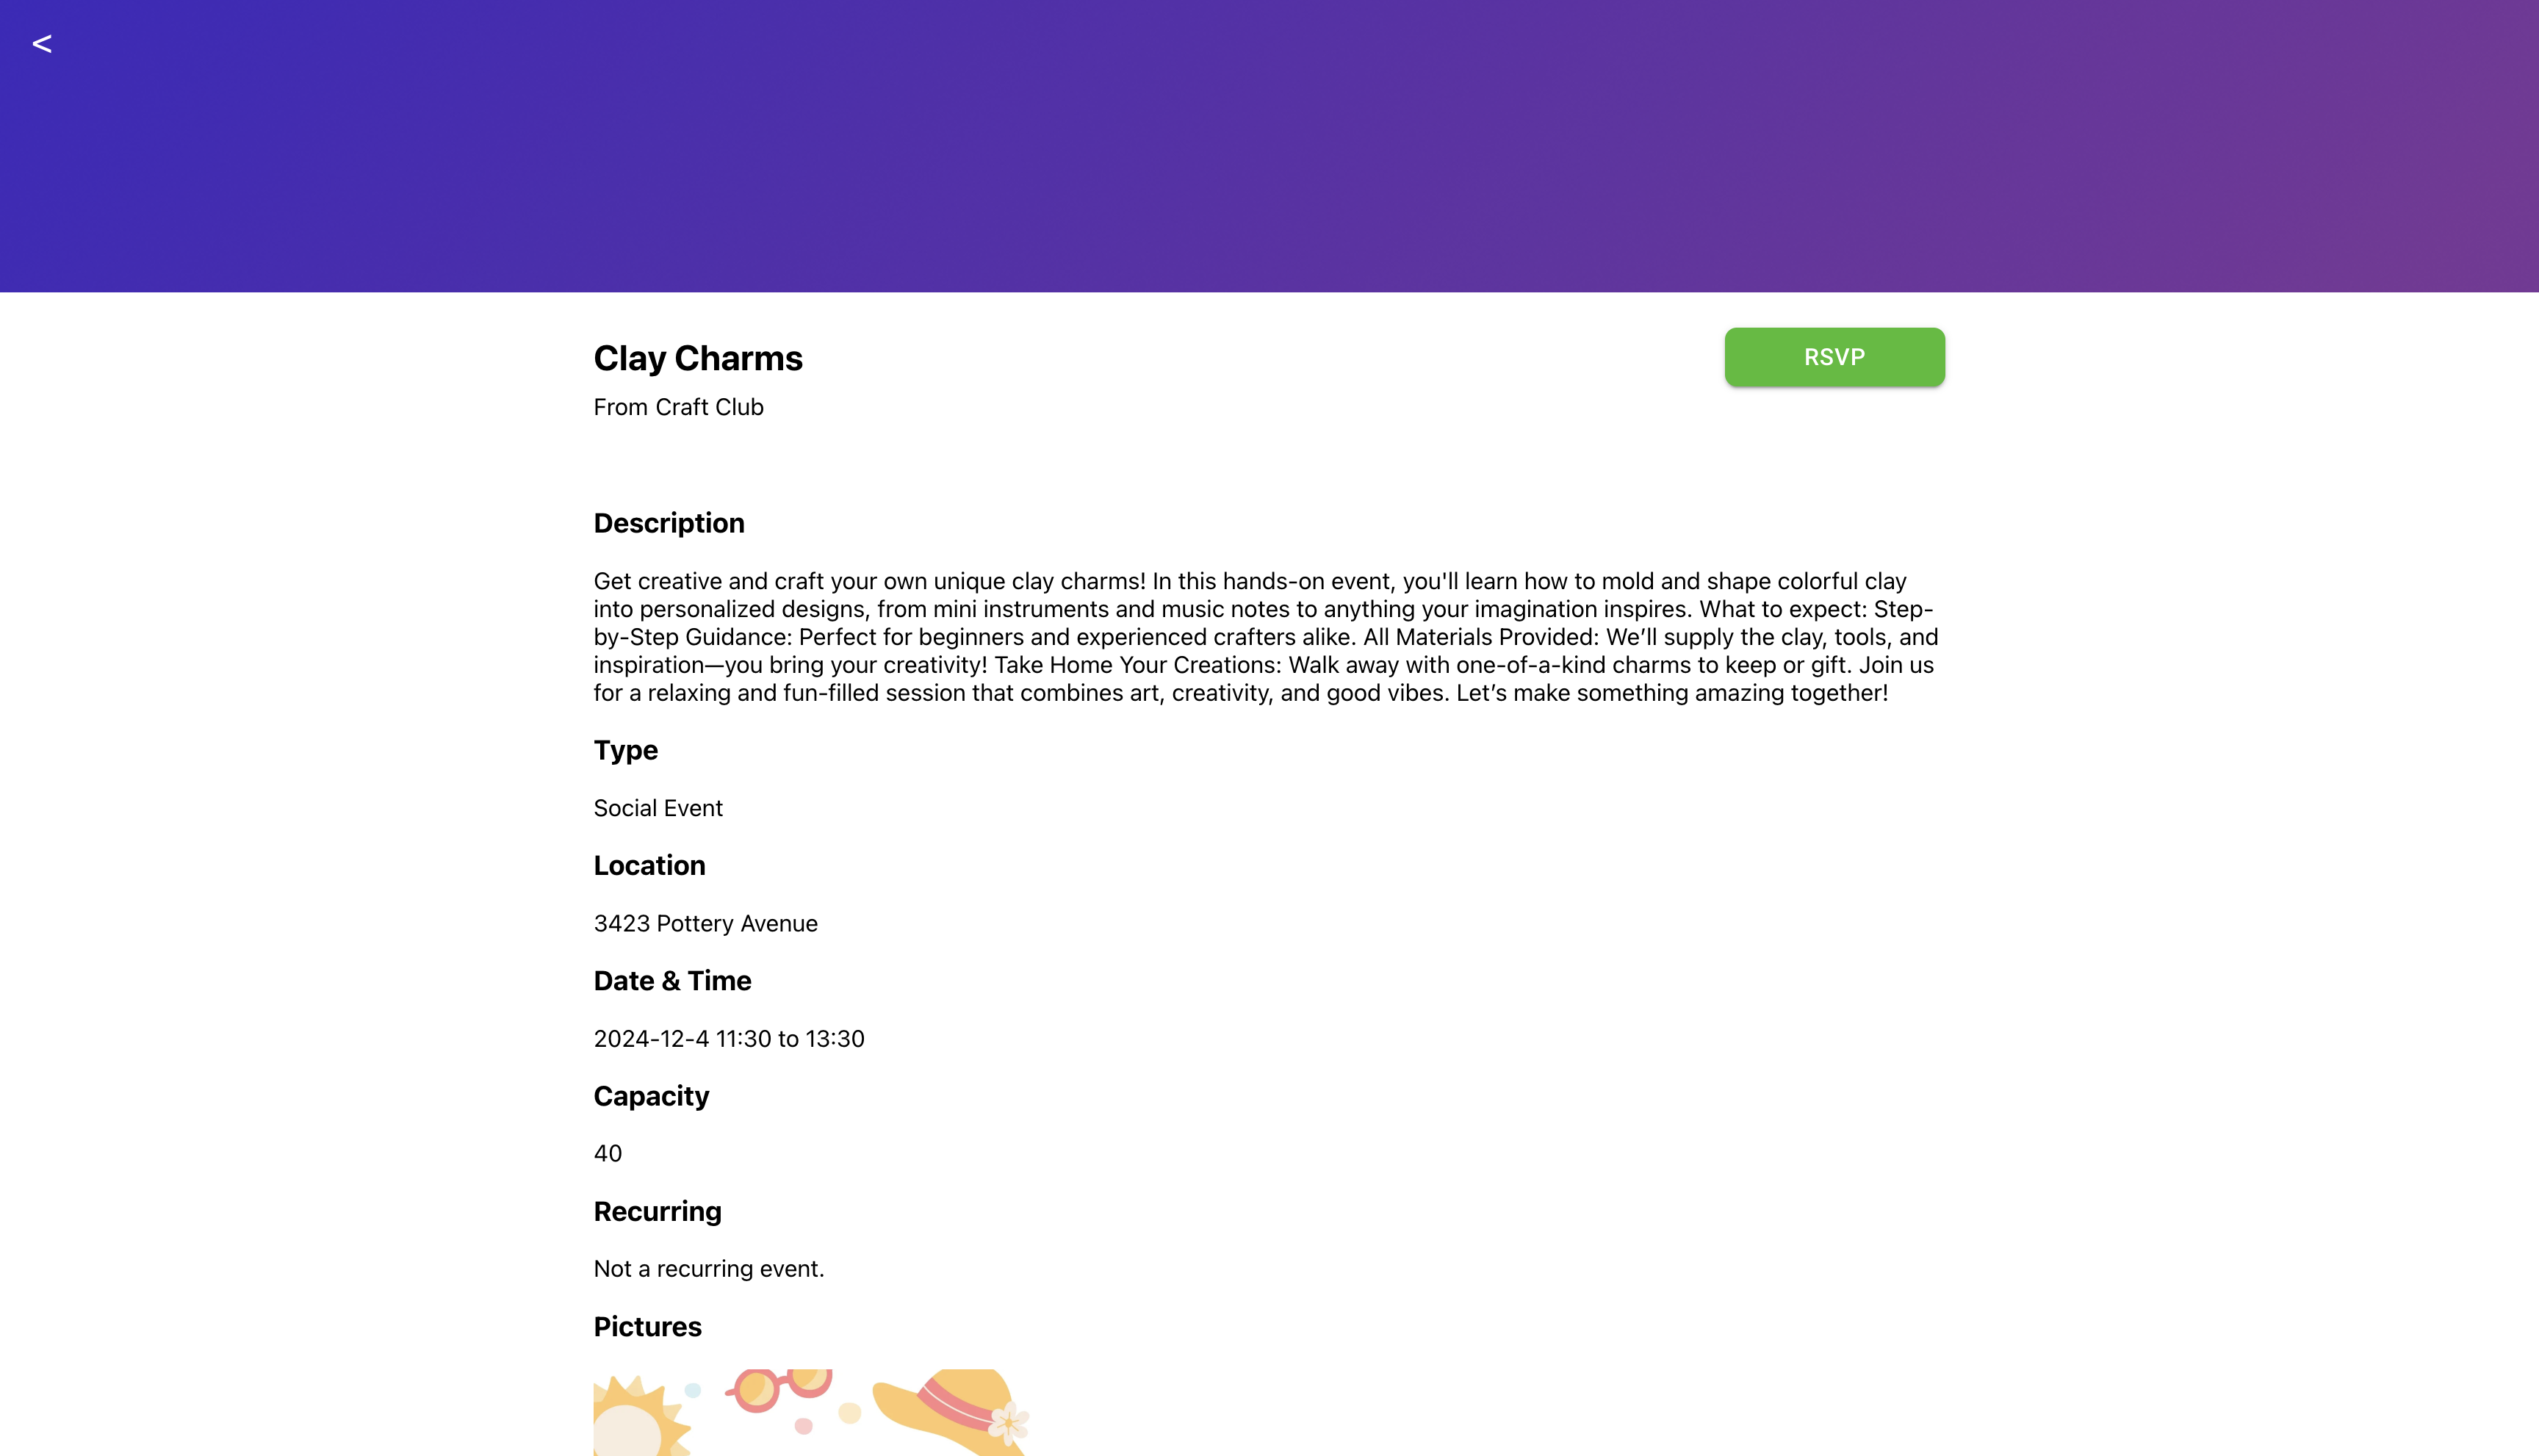 <
Clay Charms
RSVP
From Craft Club
Description
Get creative and craft your own unique clay charms! In this hands-on event, you'll learn how to mold and shape colorful clay
into personalized designs, from mini instruments and music notes to anything your imagination inspires. What to expect: Step-
by-Step Guidance: Perfect for beginners and experienced crafters alike. All Materials Provided: We’ll supply the clay, tools, and
inspiration—you bring your creativity! Take Home Your Creations: Walk away with one-of-a-kind charms to keep or gift. Join us
for a relaxing and fun-filled session that combines art, creativity, and good vibes. Let’s make something amazing together!
Type
Social Event
Location
3423 Pottery Avenue
Date & Time
2024-12-4 11:30 to 13:30
Capacity
40
Recurring
Not a recurring event.
Pictures